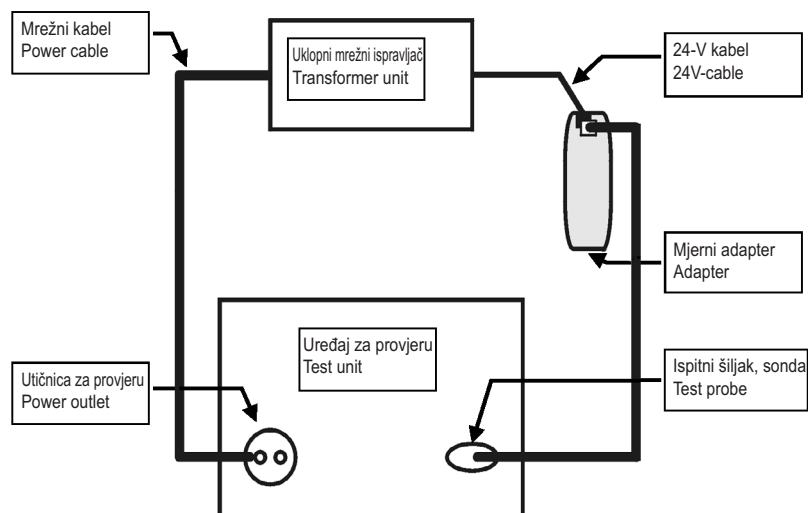 Mrežni kabel
Power cable
Uklopni mrežni ispravljač
Transformer unit
24-V kabel
24V-cable
Mjerni adapter
Adapter
Uređaj za provjeru
Test unit
Utičnica za provjeru
Power outlet
Ispitni šiljak, sonda
Test probe